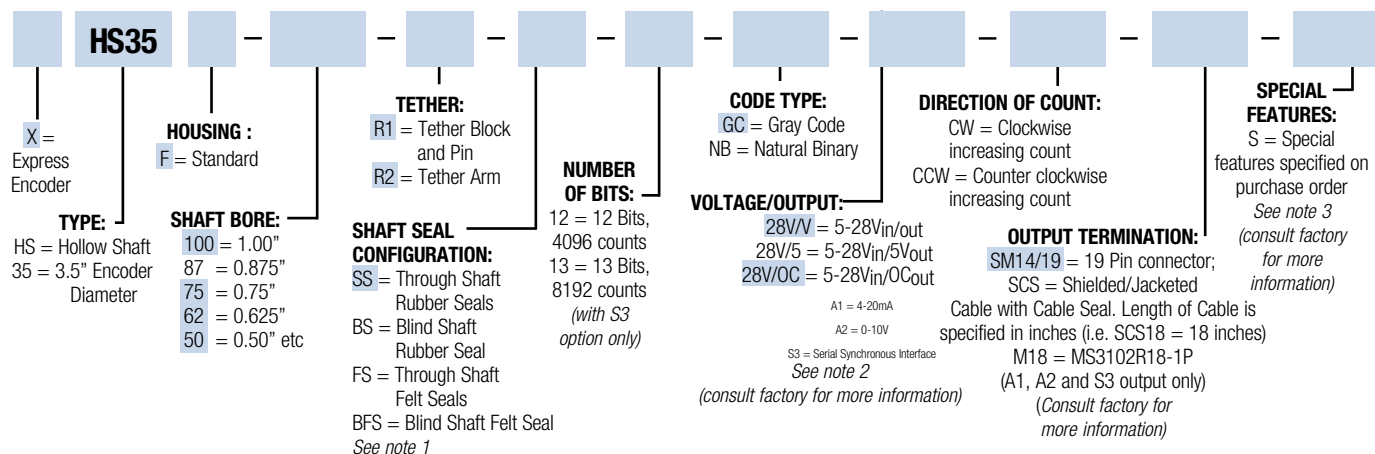 HS35 – – – – – – – – –
X =
Express
Encoder
TYPE:
HS = Hollow Shaft
35 = 3.5" Encoder
Diameter
HOUSING :
F = Standard
SHAFT BORE:
100 = 1.00"
87 = 0.875"
75 = 0.75"
62 = 0.625"
50 = 0.50" etc
TETHER:
R1 = Tether Block
and Pin
R2 = Tether Arm
SHAFT SEAL
CONFIGURATION:
SS = Through Shaft
Rubber Seals
BS = Blind Shaft
Rubber Seal
FS = Through Shaft
Felt Seals
BFS = Blind Shaft Felt Seal
See note 1
NUMBER
OF BITS:
12 = 12 Bits,
4096 counts
13 = 13 Bits,
8192 counts
(with S3
option only)
CODE TYPE:
GC = Gray Code
NB = Natural Binary
VOLTAGE/OUTPUT:
28V/V = 5-28Vin/out
28V/5 = 5-28Vin/5Vout
28V/OC = 5-28Vin/OCout
A1 = 4-20mA
A2 = 0-10V
S3 = Serial Synchronous Interface
See note 2
(consult factory for more information)
DIRECTION OF COUNT:
CW = Clockwise
increasing count
CCW = Counter clockwise
increasing count
OUTPUT TERMINATION:
SM14/19 = 19 Pin connector;
SCS = Shielded/Jacketed
Cable with Cable Seal. Length of Cable is
specified in inches (i.e. SCS18 = 18 inches)
M18 = MS3102R18-1P
(A1, A2 and S3 output only)
(Consult factory for
more information)
SPECIAL
FEATURES:
S = Special
features specified on
purchase order
See note 3
(consult factory
for more
information)